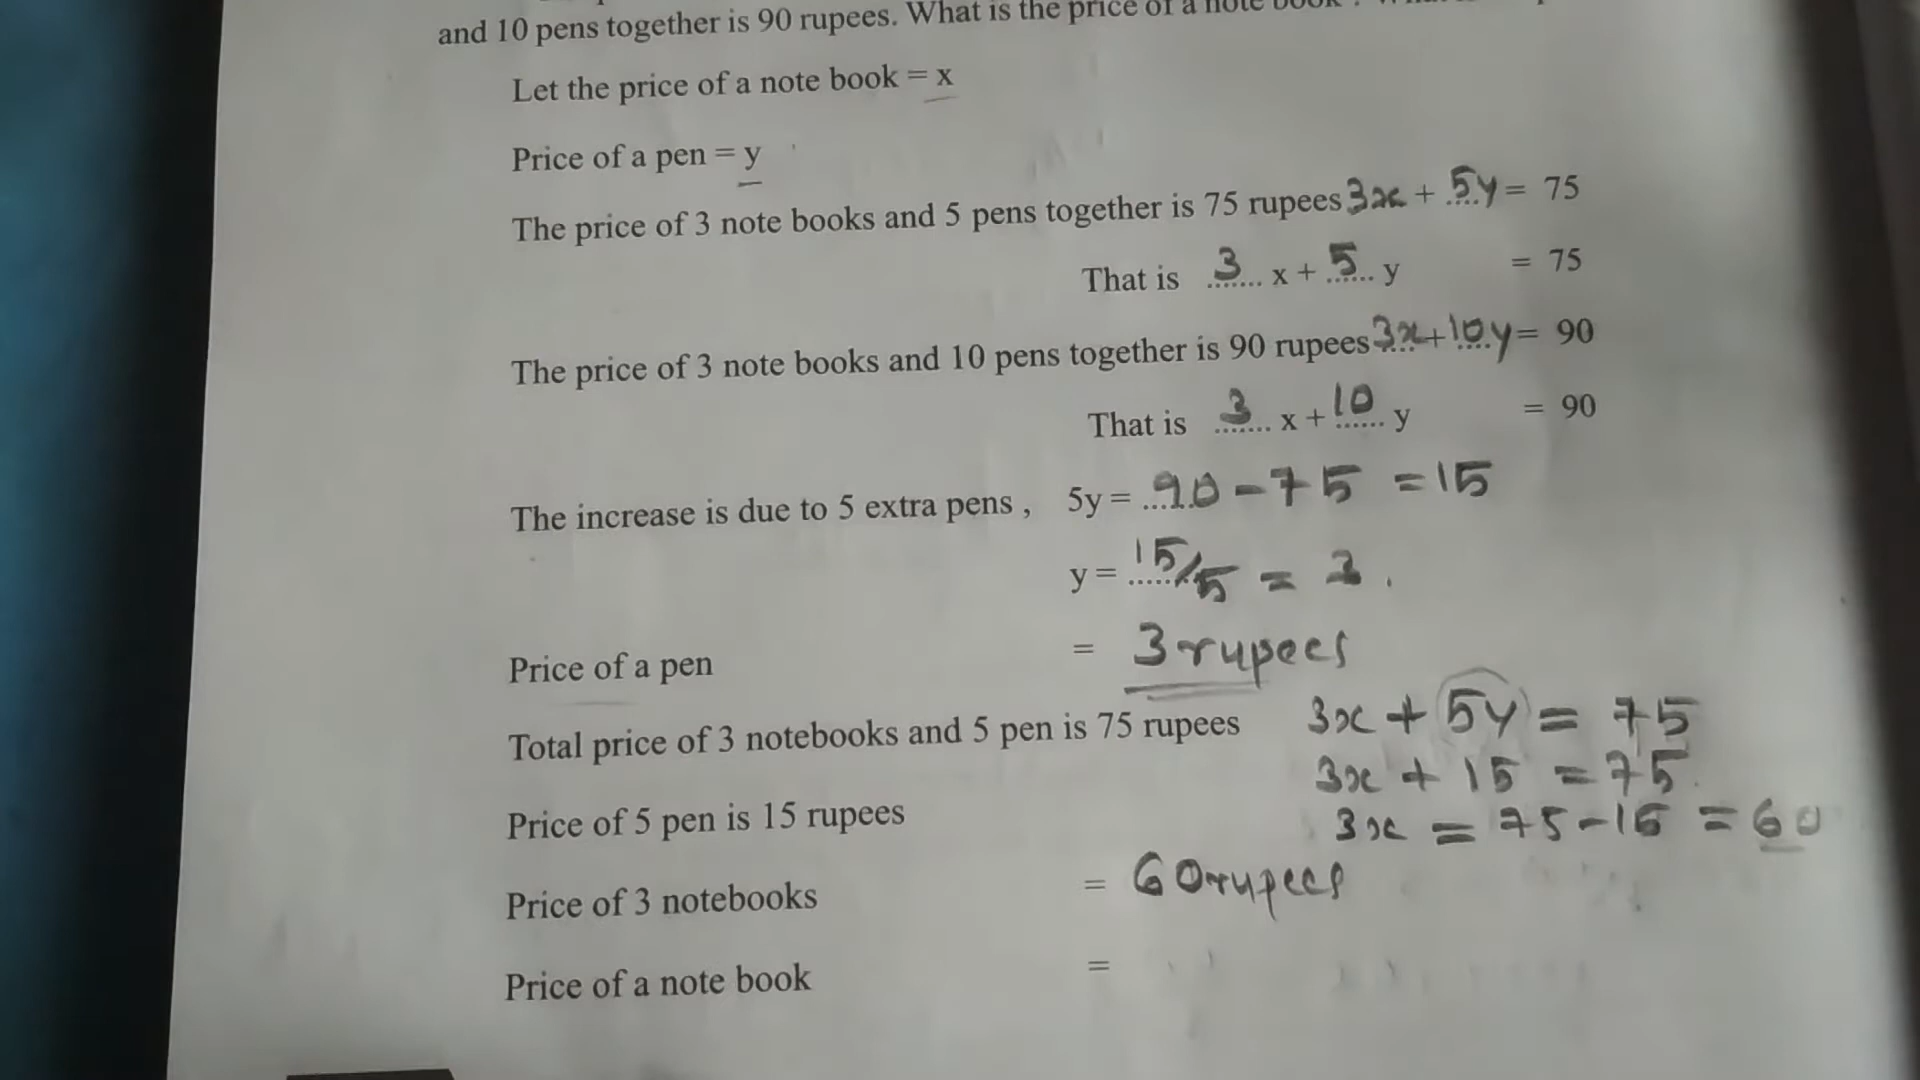 and 10 pens together is 90 rupees. What is the price of a note book
Let the price of a note book = x
Price of a pen = y
The price of 3 note books and 5 pens together is 75 rupees 3x + 5y = 75
That is 3 x + 5 y = 75
The price of 3 note books and 10 pens together is 90 rupees 3x + 10y = 90
That is 3 x + 10 y = 90
The increase is due to 5 extra pens , 5y = 90 - 75 = 15
y = 15/5 = 3.
Price of a pen = 3 rupees
Total price of 3 notebooks and 5 pen is 75 rupees 3x + 5y = 75
3x + 15 = 75
Price of 5 pen is 15 rupees 3x = 75 - 15 = 60
Price of 3 notebooks = 60 rupees
Price of a note book =